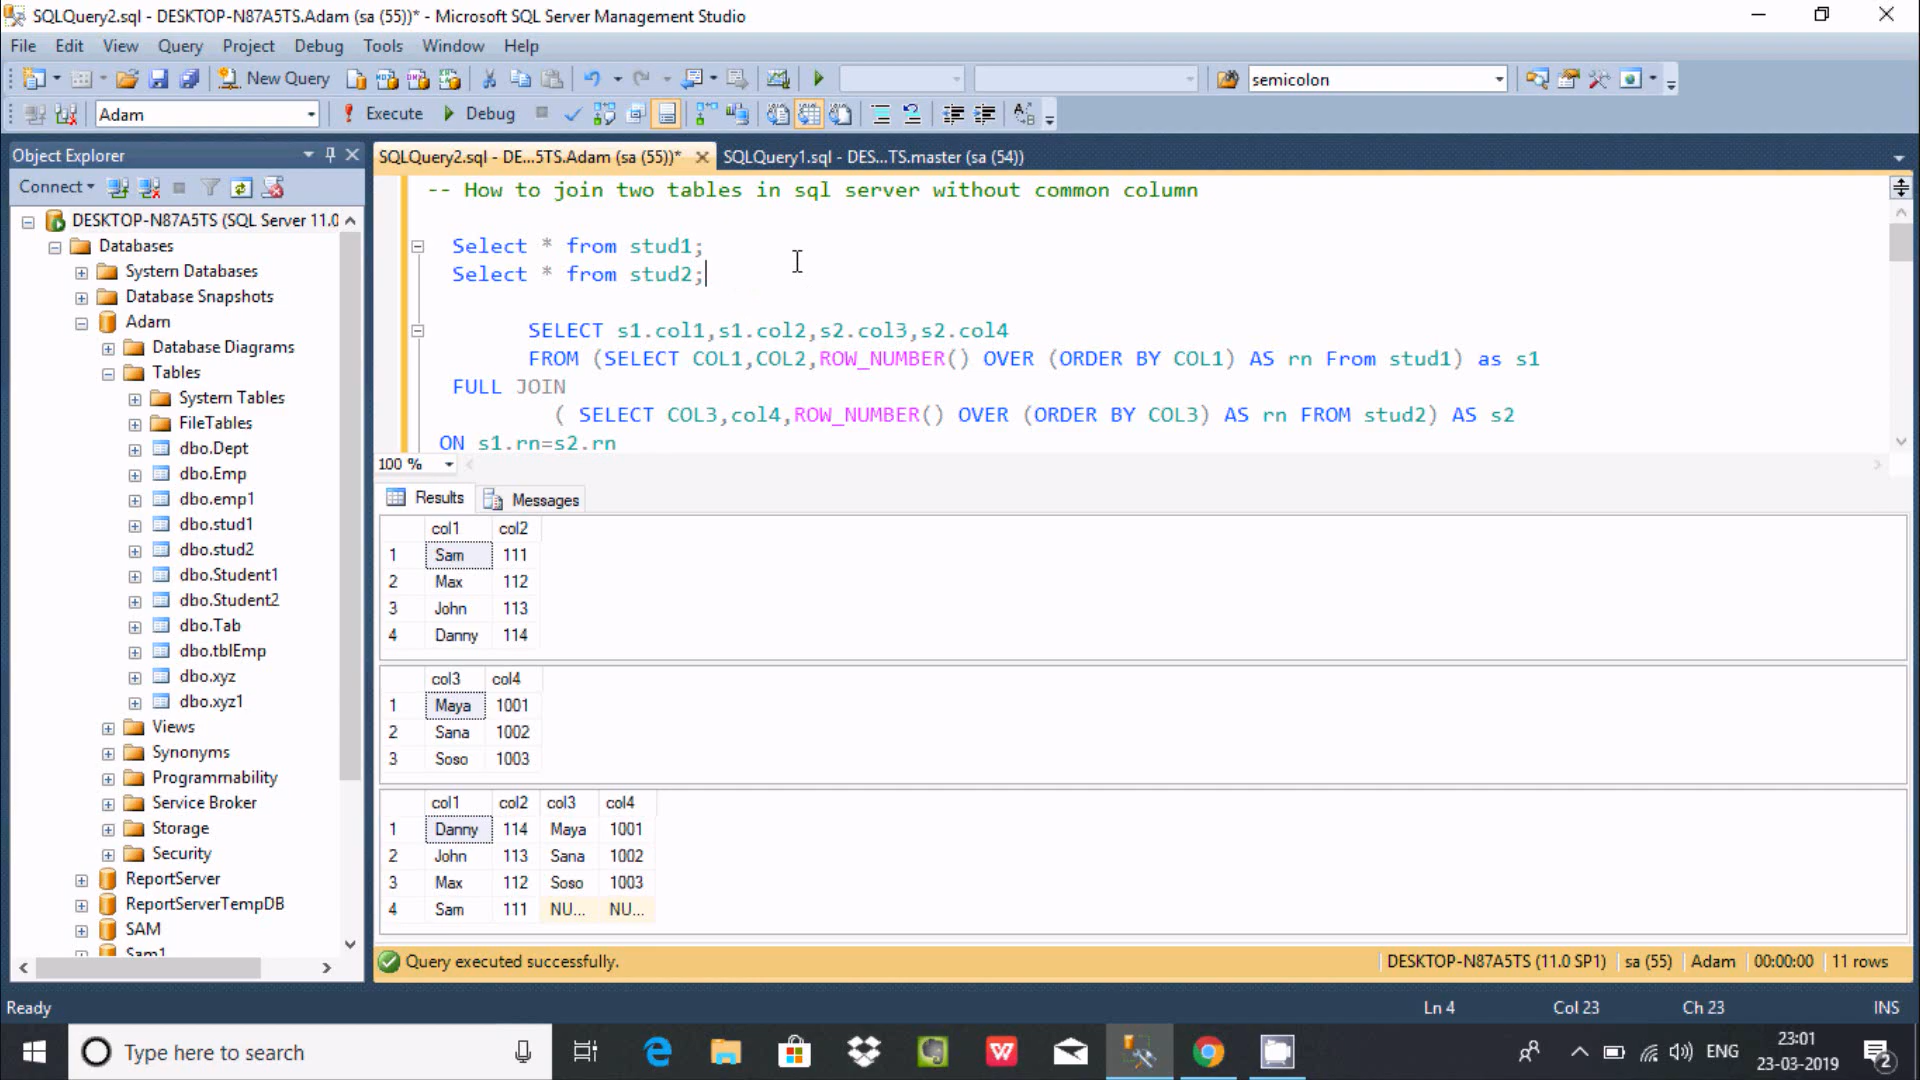 SQLQuery2.sql - DESKTOP-N87A5TS.Adam (sa (55))* - Microsoft SQL Server Management Studio
File Edit View Query Project Debug Tools Window Help
New Query semicolon
Adam Execute Debug
Object Explorer
SQLQuery2.sql - DE...5TS.Adam (sa (55))* SQLQuery1.sql - DES...TS.master (sa (54))
Connect
DESKTOP-N87A5TS (SQL Server 11.0
Databases
System Databases
Database Snapshots
Adam
Database Diagrams
Tables
System Tables
FileTables
dbo.Dept
dbo.Emp
dbo.emp1
dbo.stud1
dbo.stud2
dbo.Student1
dbo.Student2
dbo.Tab
dbo.tblEmp
dbo.xyz
dbo.xyz1
Views
Synonyms
Programmability
Service Broker
Storage
Security
ReportServer
ReportServerTempDB
SAM
Sam1
-- How to join two tables in sql server without common column
Select * from stud1;
Select * from stud2;
SELECT s1.col1,s1.col2,s2.col3,s2.col4
FROM (SELECT COL1,COL2,ROW_NUMBER() OVER (ORDER BY COL1) AS rn From stud1) as s1
FULL JOIN
( SELECT COL3,col4,ROW_NUMBER() OVER (ORDER BY COL3) AS rn FROM stud2) AS s2
ON s1.rn=s2.rn
100 %
Results Messages
col1 col2
1 Sam 111
2 Max 112
3 John 113
4 Danny 114
col3 col4
1 Maya 1001
2 Sana 1002
3 Soso 1003
col1 col2 col3 col4
1 Danny 114 Maya 1001
2 John 113 Sana 1002
3 Max 112 Soso 1003
4 Sam 111 NU... NU...
Query executed successfully. DESKTOP-N87A5TS (11.0 SP1) sa (55) Adam 00:00:00 11 rows
Ready Ln 4 Col 23 Ch 23 INS
Type here to search ENG 23:01
23-03-2019 2